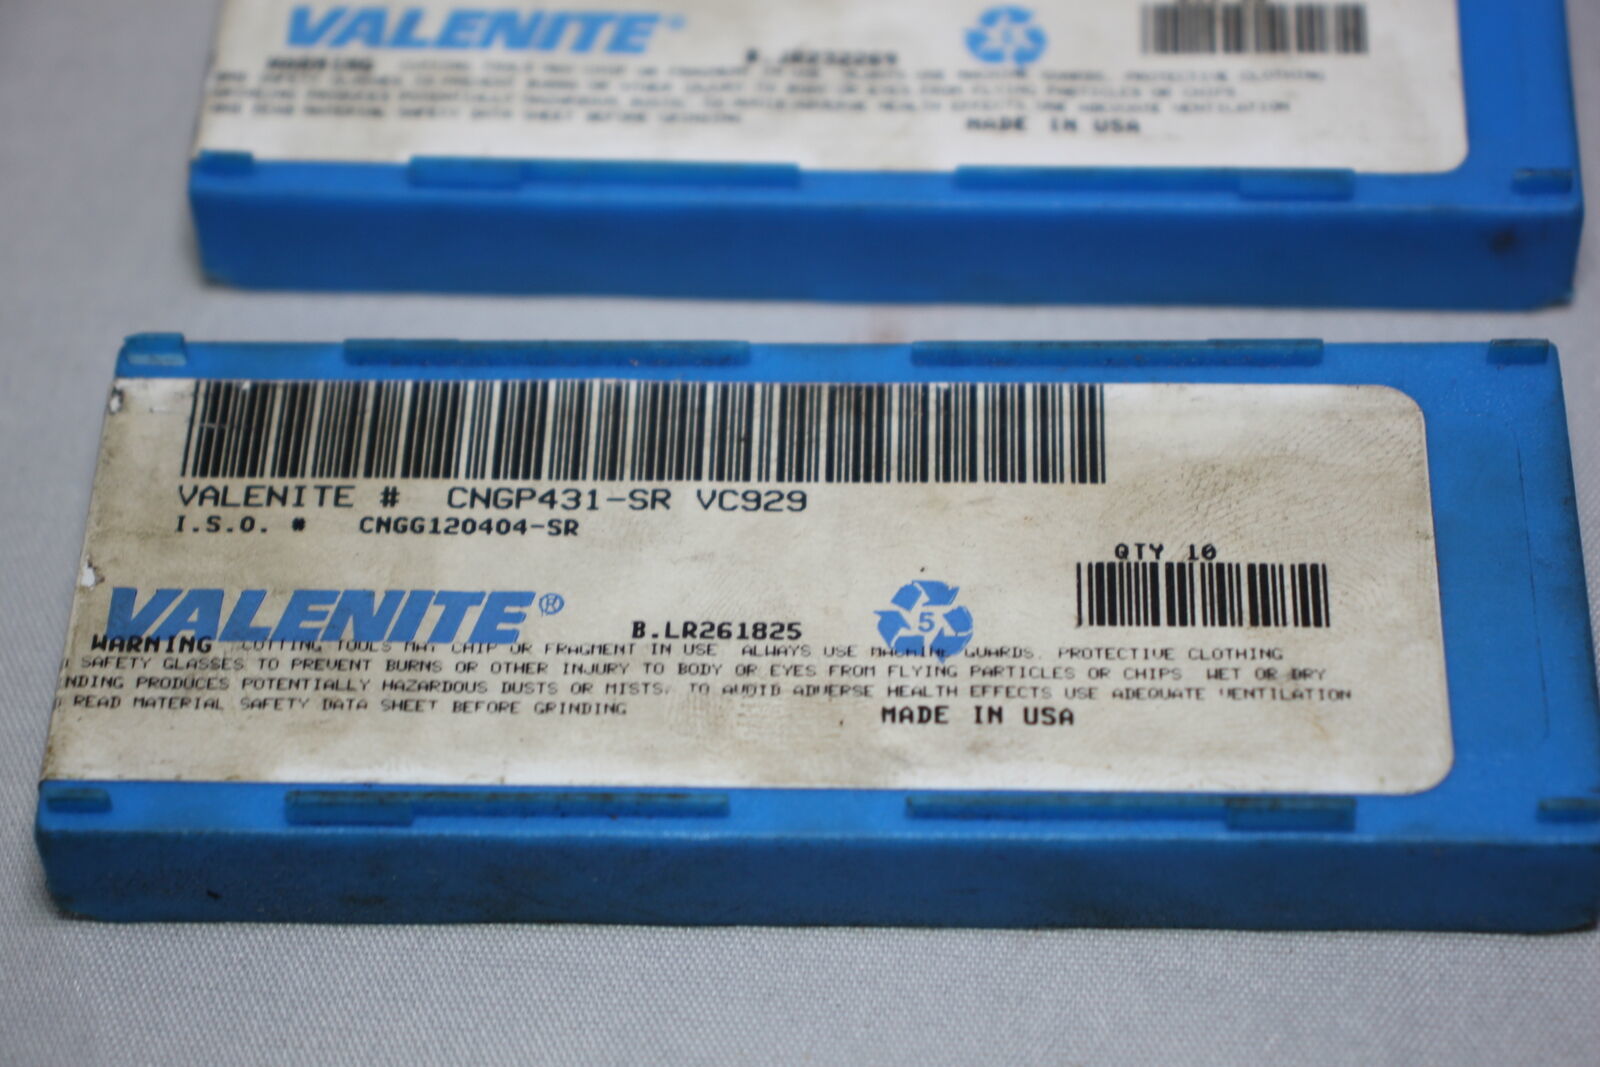 VALENITE®
WARNING
MADE IN USA
VALENITE # CNGP431-SR VC929
I.S.O. # CNGG120404-SR
QTY 10
VALENITE®
B.LR261825
5
WARNING CUTTING TOOLS MAY CHIP OR FRAGMENT IN USE ALWAYS USE MACHINE GUARDS, PROTECTIVE CLOTHING
SAFETY GLASSES TO PREVENT BURNS OR OTHER INJURY TO BODY OR EYES FROM FLYING PARTICLES OR CHIPS WET OR DRY
NDING PRODUCES POTENTIALLY HAZARDOUS DUSTS OR MISTS. TO AVOID ADVERSE HEALTH EFFECTS USE ADEQUATE VENTILATION
READ MATERIAL SAFETY DATA SHEET BEFORE GRINDING
MADE IN USA